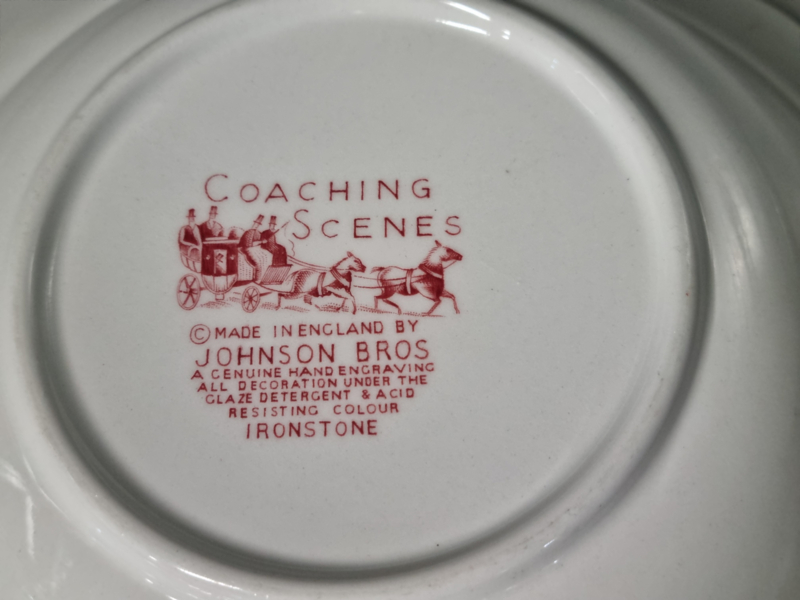 COACHING
SCENES
© MADE IN ENGLAND BY
JOHNSON BROS
A GENUINE HAND ENGRAVING
ALL DECORATION UNDER THE
GLAZE DETERGENT & ACID
RESISTING COLOUR
IRONSTONE